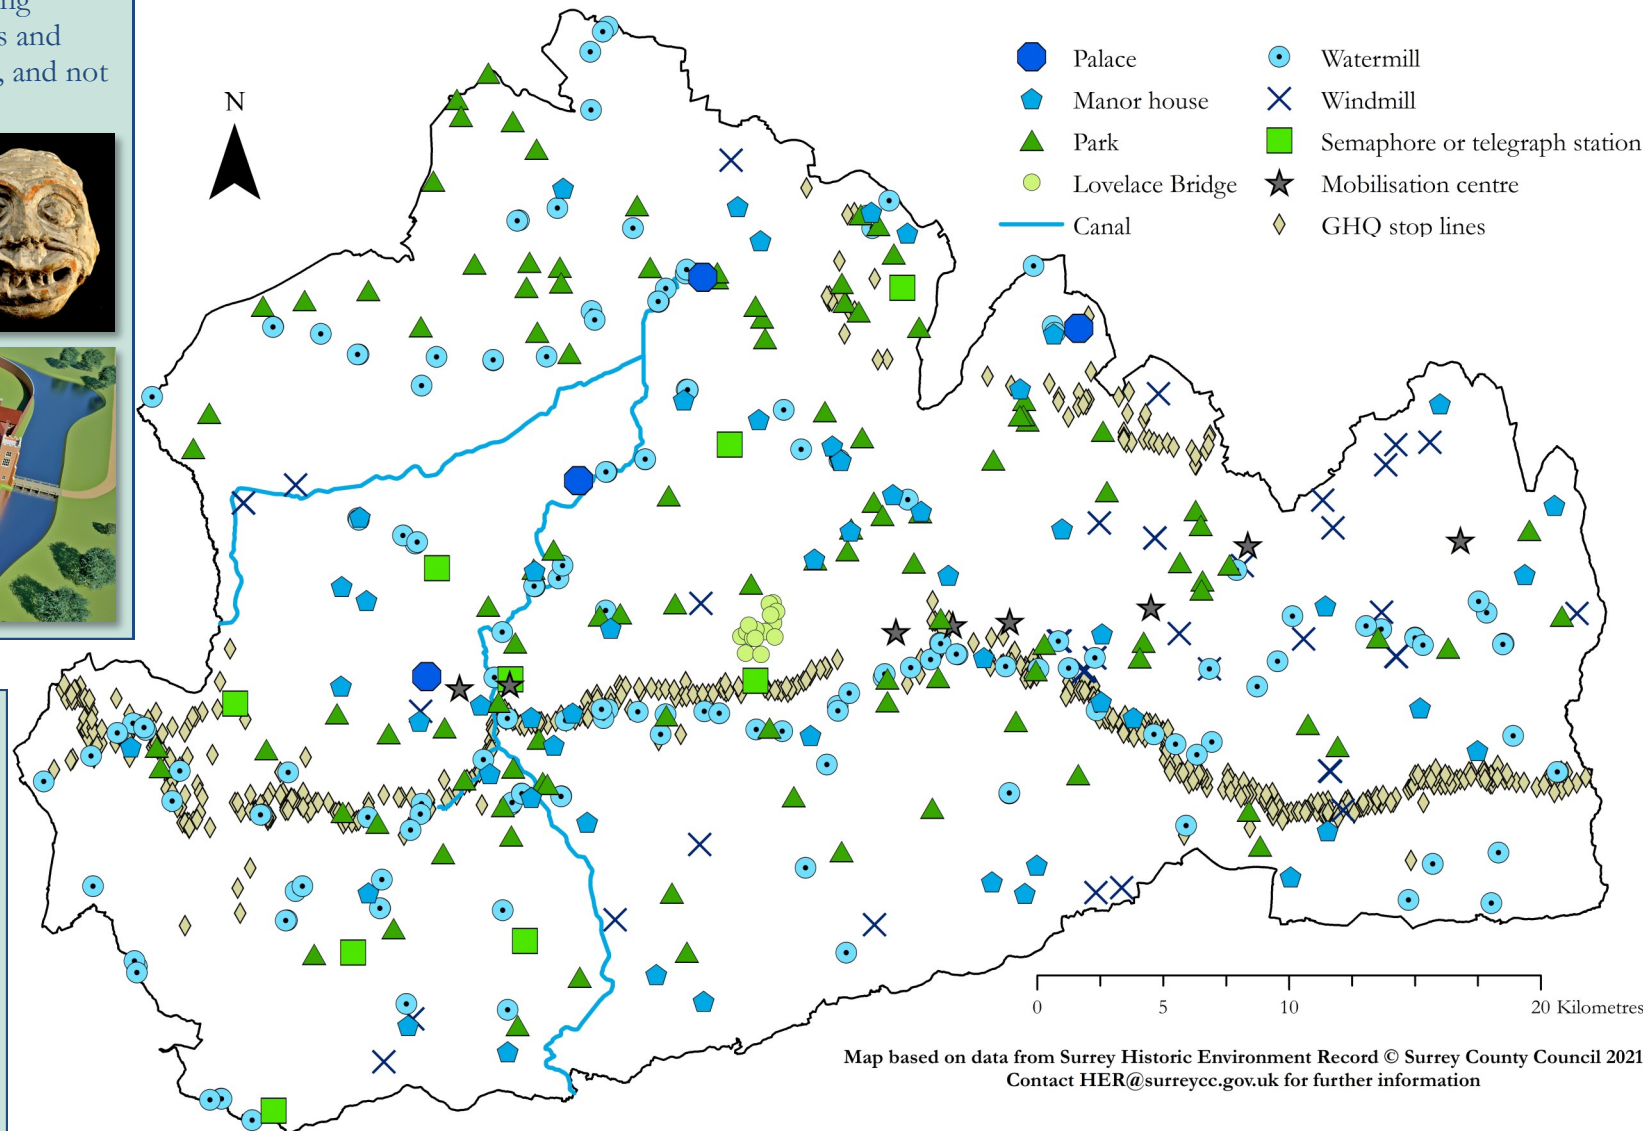 ng
s and
, and not
N
Palace
Manor house
Park
Lovelace Bridge
Canal
Watermill
Windmill
Semaphore or telegraph station
Mobilisation centre
GHQ stop lines
0 5 10 20 Kilometres
Map based on data from Surrey Historic Environment Record © Surrey County Council 2021
Contact HER@surreycc.gov.uk for further information